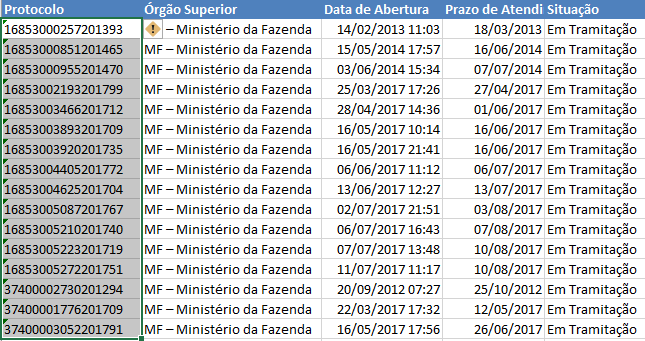 Protocolo Órgão Superior Data de Abertura Prazo de Atendi Situação
16853000257201393 – Ministério da Fazenda 14/02/2013 11:03 18/03/2013 Em Tramitação
16853000851201465 MF – Ministério da Fazenda 15/05/2014 17:57 16/06/2014 Em Tramitação
16853000955201470 MF – Ministério da Fazenda 03/06/2014 15:34 07/07/2014 Em Tramitação
16853002193201799 MF – Ministério da Fazenda 25/03/2017 17:26 27/04/2017 Em Tramitação
16853003466201712 MF – Ministério da Fazenda 28/04/2017 14:36 01/06/2017 Em Tramitação
16853003893201709 MF – Ministério da Fazenda 16/05/2017 10:14 16/06/2017 Em Tramitação
16853003920201735 MF – Ministério da Fazenda 16/05/2017 21:41 16/06/2017 Em Tramitação
16853004405201772 MF – Ministério da Fazenda 06/06/2017 11:12 06/07/2017 Em Tramitação
16853004625201704 MF – Ministério da Fazenda 13/06/2017 12:27 13/07/2017 Em Tramitação
16853005087201767 MF – Ministério da Fazenda 02/07/2017 21:51 03/08/2017 Em Tramitação
16853005210201740 MF – Ministério da Fazenda 06/07/2017 16:43 07/08/2017 Em Tramitação
16853005223201719 MF – Ministério da Fazenda 07/07/2017 13:48 10/08/2017 Em Tramitação
16853005272201751 MF – Ministério da Fazenda 11/07/2017 11:17 10/08/2017 Em Tramitação
37400002730201294 MF – Ministério da Fazenda 20/09/2012 07:27 25/10/2012 Em Tramitação
37400001776201709 MF – Ministério da Fazenda 22/03/2017 17:32 12/05/2017 Em Tramitação
37400003052201791 MF – Ministério da Fazenda 16/05/2017 17:56 26/06/2017 Em Tramitação